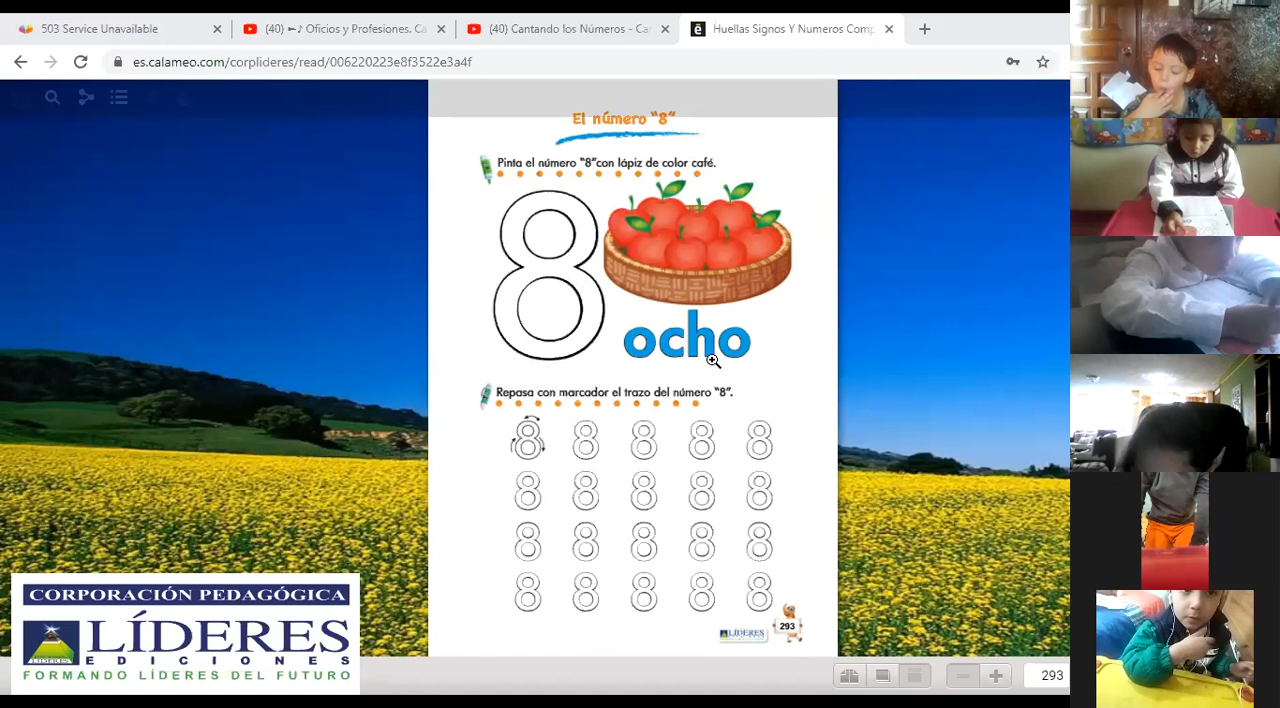 503 Service Unavailable
(40) ➳♪ Oficios y Profesiones. Ca
(40) Cantando los Números - Car
Huellas Signos Y Numeros Comp
es.calameo.com/corplideres/read/006220223e8f3522e3a4f
El número "8"
Pinta el número "8"con lápiz de color café.
8
ocho
Repasa con marcador el trazo del número "8".
8 8 8 8 8
8 8 8 8 8
8 8 8 8 8
8 8 8 8 8
LÍDERES
293
CORPORACIÓN PEDAGÓGICA
LÍDERES
LÍDERES
EDICIONES
FORMANDO LÍDERES DEL FUTURO
293